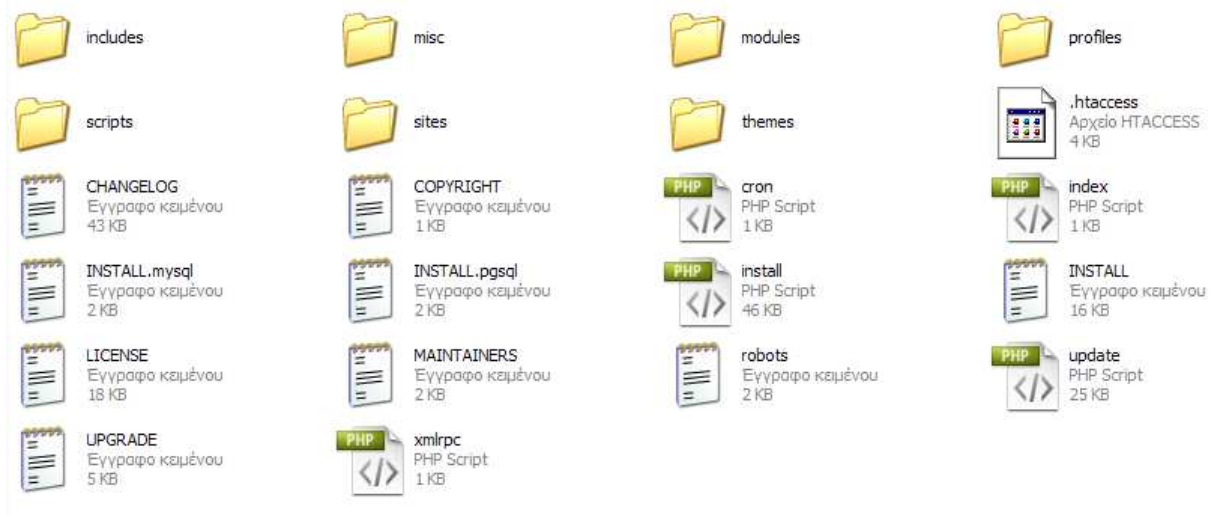 includes
misc
modules
profiles
scripts
sites
themes
.htaccess
Αρχείο HTACCESS
4 KB
CHANGELOG
Έγγραφο κειμένου
43 KB
COPYRIGHT
Έγγραφο κειμένου
1 KB
PHP
cron
PHP Script
1 KB
PHP
index
PHP Script
1 KB
INSTALL.mysql
Έγγραφο κειμένου
2 KB
INSTALL.pgsql
Έγγραφο κειμένου
2 KB
PHP
install
PHP Script
46 KB
INSTALL
Έγγραφο κειμένου
16 KB
LICENSE
Έγγραφο κειμένου
18 KB
MAINTAINERS
Έγγραφο κειμένου
2 KB
robots
Έγγραφο κειμένου
2 KB
PHP
update
PHP Script
25 KB
UPGRADE
Έγγραφο κειμένου
5 KB
PHP
xmlrpc
PHP Script
1 KB